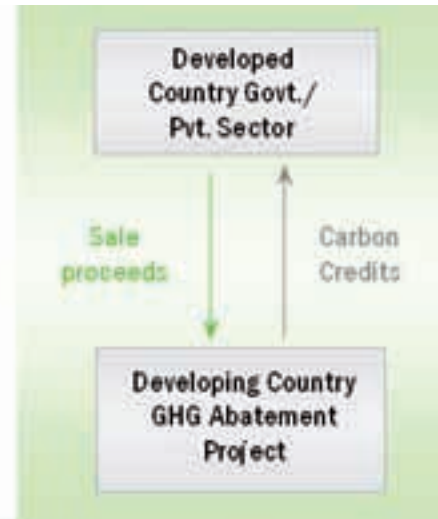 Developed
Country Govt./
Pvt. Sector
Sale
proceeds
Carbon
Credits
Developing Country
GHG Abatement
Project